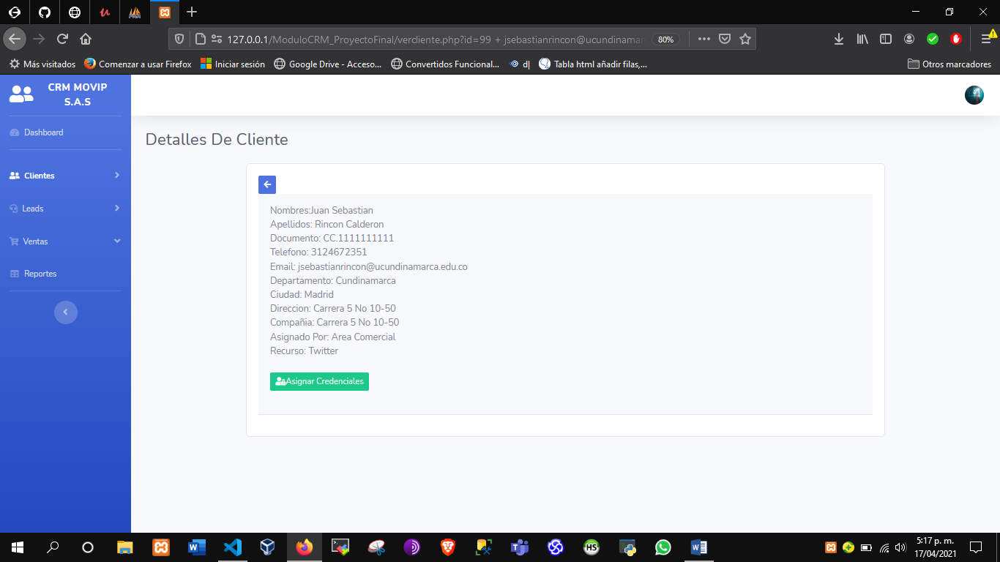 127.0.0.1/ModuloCRM_ProyectoFinal/vercliente.php?id=99 + jsebastianrincon@ucundinamar
80%
Más visitados
Comenzar a usar Firefox
Iniciar sesión
Google Drive - Acceso...
Convertidos Funcional...
d|
Tabla html añadir filas,...
Otros marcadores
CRM MOVIP
S.A.S
Dashboard
Clientes
Leads
Ventas
Reportes
Detalles De Cliente
Nombres:Juan Sebastian
Apellidos: Rincon Calderon
Documento: CC.1111111111
Telefono: 3124672351
Email: jsebastianrincon@ucundinamarca.edu.co
Departamento: Cundinamarca
Ciudad: Madrid
Direccion: Carrera 5 No 10-50
Compañia: Carrera 5 No 10-50
Asignado Por: Area Comercial
Recurso: Twitter
Asignar Credenciales
HS
5:17 p. m.
17/04/2021